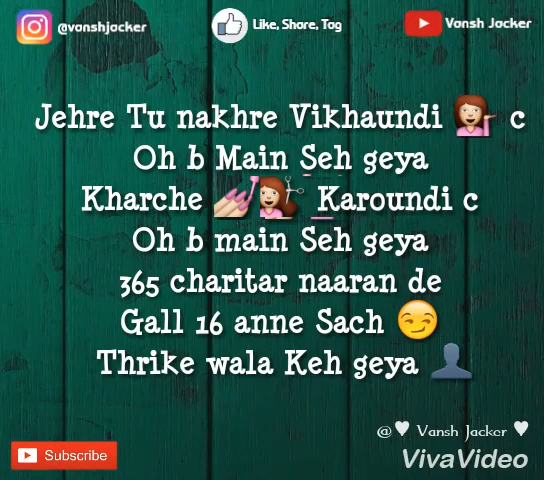 @vanshjacker
Like, Share, Tag
Vansh Jacker
Jehre Tu nakhre Vikhaundi 💁 c
Oh b Main Seh geya
Kharche 💅💇 Karoundi c
Oh b main Seh geya
365 charitar naaran de
Gall 16 anne Sach 😏
Thrike wala Keh geya 👤
@♥ Vansh Jacker ♥
Subscribe
VivaVideo